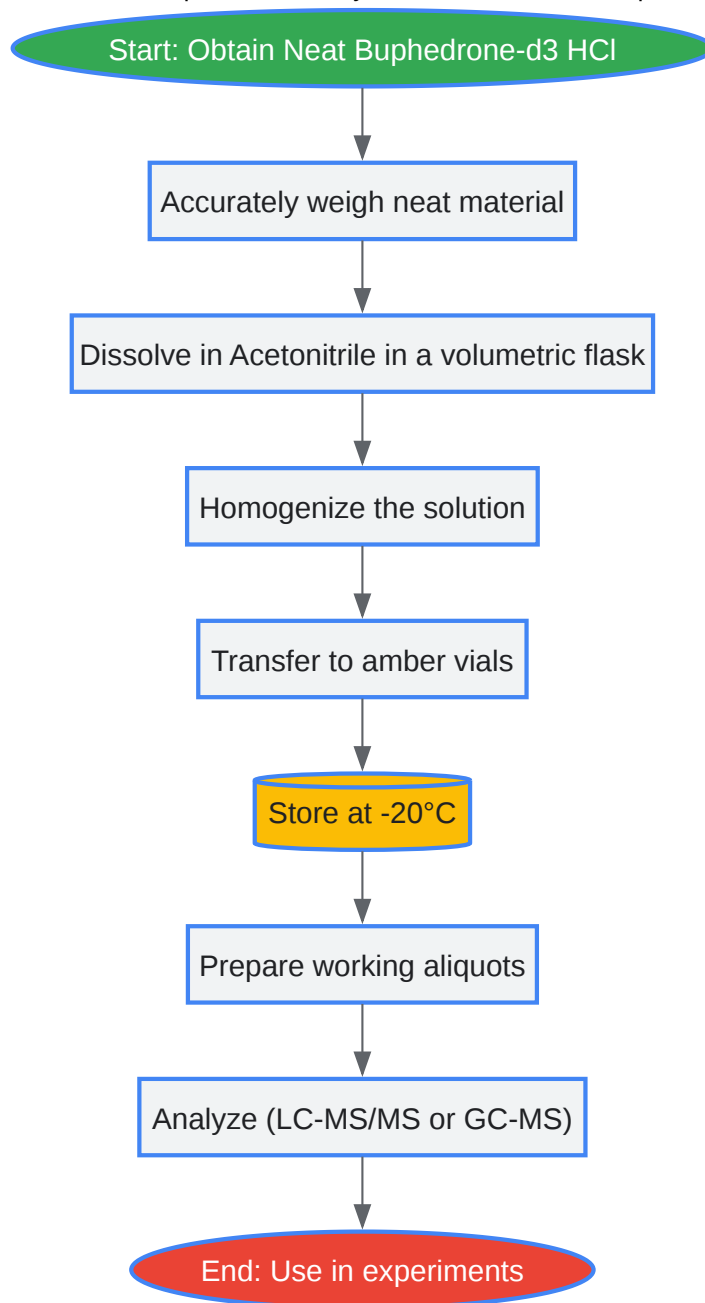 Start: Obtain Neat Buphedrone-d3 HCl
Accurately weigh neat material
Dissolve in Acetonitrile in a volumetric flask
Homogenize the solution
Transfer to amber vials
Store at -20°C
Prepare working aliquots
Analyze (LC-MS/MS or GC-MS)
End: Use in experiments